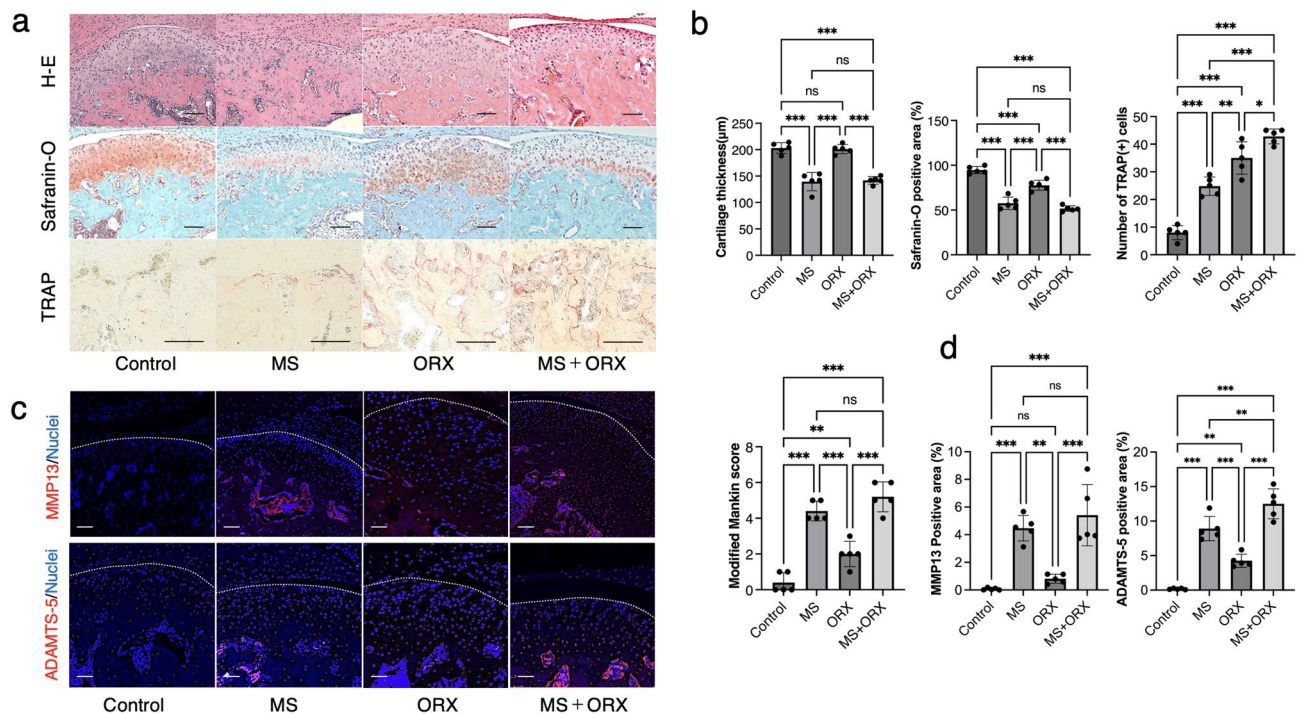 a
H-E
Safranin-O
TRAP
Control MS ORX MS+ORX
b
***
ns
ns
*** *** ***
Cartilage thickness(μm)
250
200
150
100
50
0
Control MS ORX MS+ORX
***
ns
***
*** *** ***
Safranin-O positive area (%)
150
100
50
0
Control MS ORX MS+ORX
***
***
***
*** ** *
Number of TRAP(+) cells
50
40
30
20
10
0
Control MS ORX MS+ORX
***
ns
**
*** *** ***
Modified Mankin score
8
6
4
2
0
Control MS ORX MS+ORX
c
MMP13/Nuclei
ADAMTS-5/Nuclei
Control MS ORX MS+ORX
d
***
ns
ns
*** ** ***
MMP13 Positive area (%)
10
8
6
4
2
0
Control MS ORX MS+ORX
***
**
**
*** *** ***
ADAMTS-5 positive area (%)
20
15
10
5
0
Control MS ORX MS+ORX